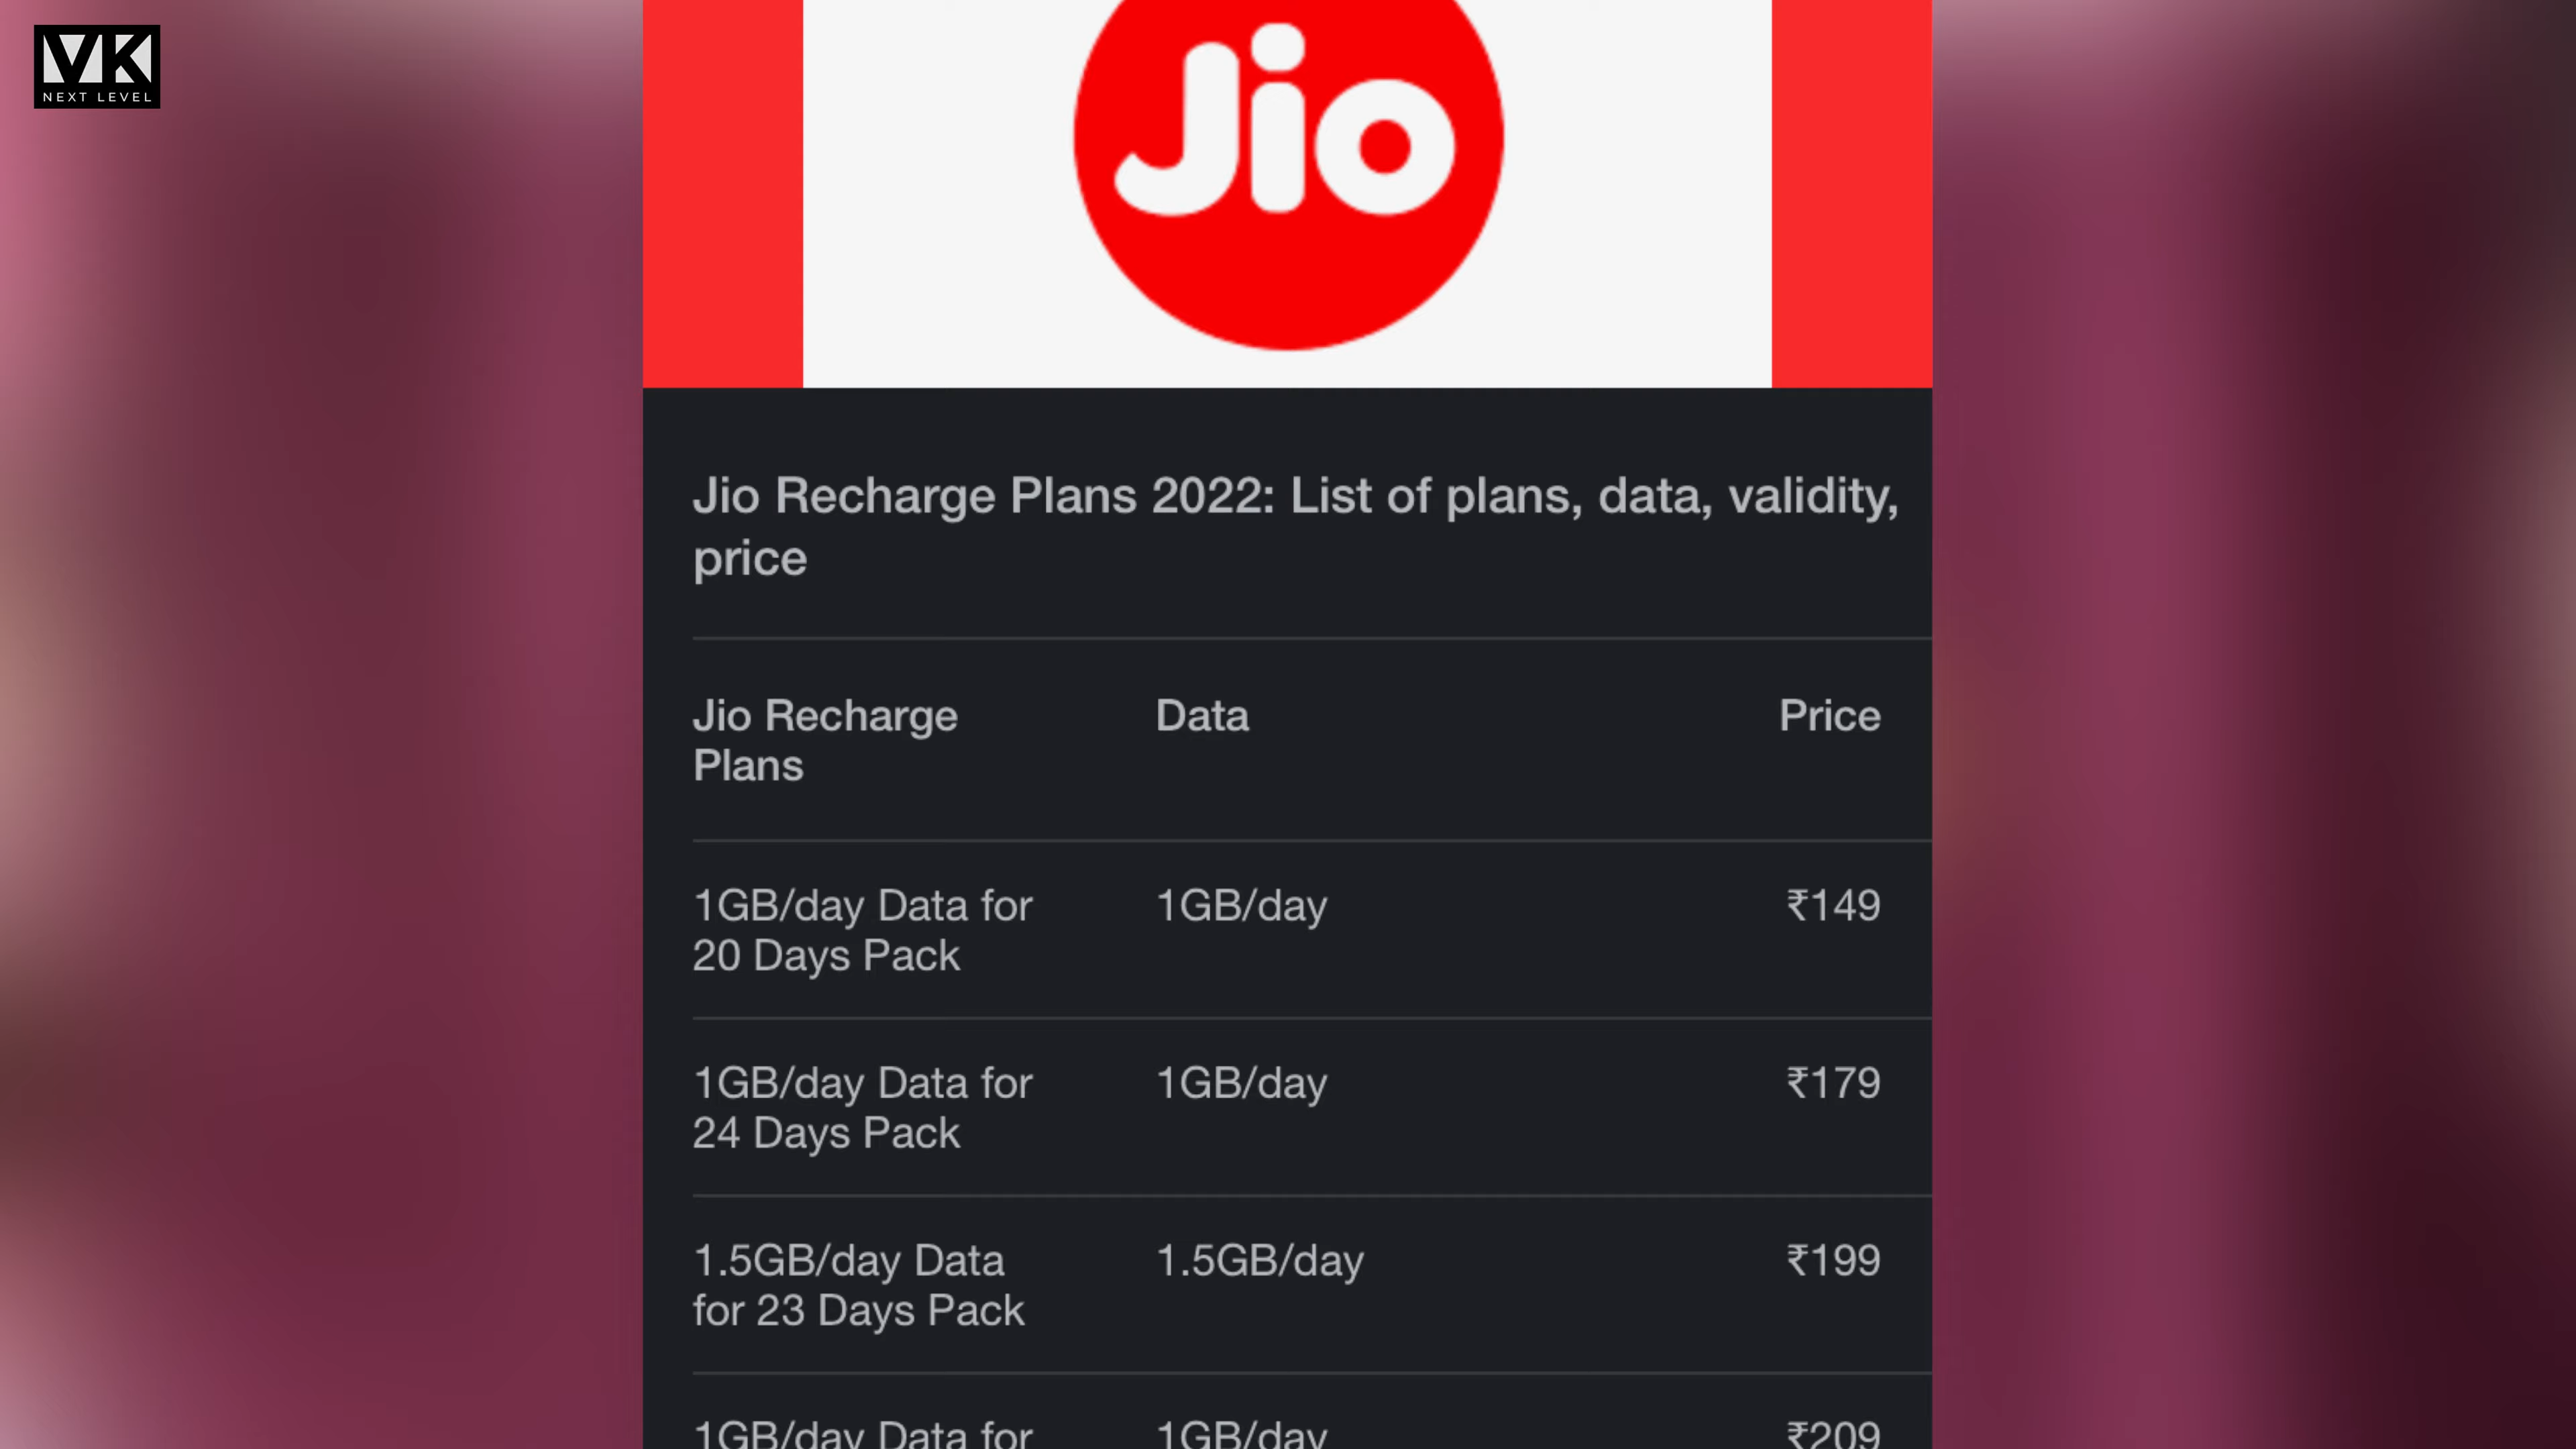 VK
NEXT LEVEL
Jio
Jio Recharge Plans 2022: List of plans, data, validity,
price
Jio Recharge
Plans
Data
Price
1GB/day Data for
20 Days Pack
1GB/day
₹149
1GB/day Data for
24 Days Pack
1GB/day
₹179
1.5GB/day Data
for 23 Days Pack
1.5GB/day
₹199
1GB/day Data for
1GB/day
₹209